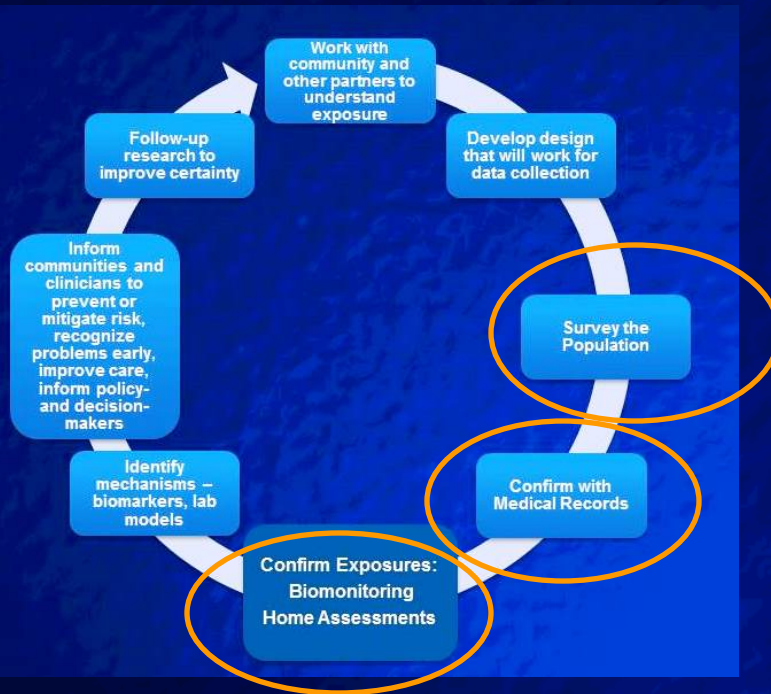 Work with
community and
other partners to
understand
exposure
Develop design
that will work for
data collection
Survey the
Population
Confirm with
Medical Records
Confirm Exposures:
Biomonitoring
Home Assessments
Identify
mechanisms –
biomarkers, lab
models
Inform
communities and
clinicians to
prevent or
mitigate risk,
recognize
problems early,
improve care,
inform policy-
and decision-
makers
Follow-up
research to
improve certainty